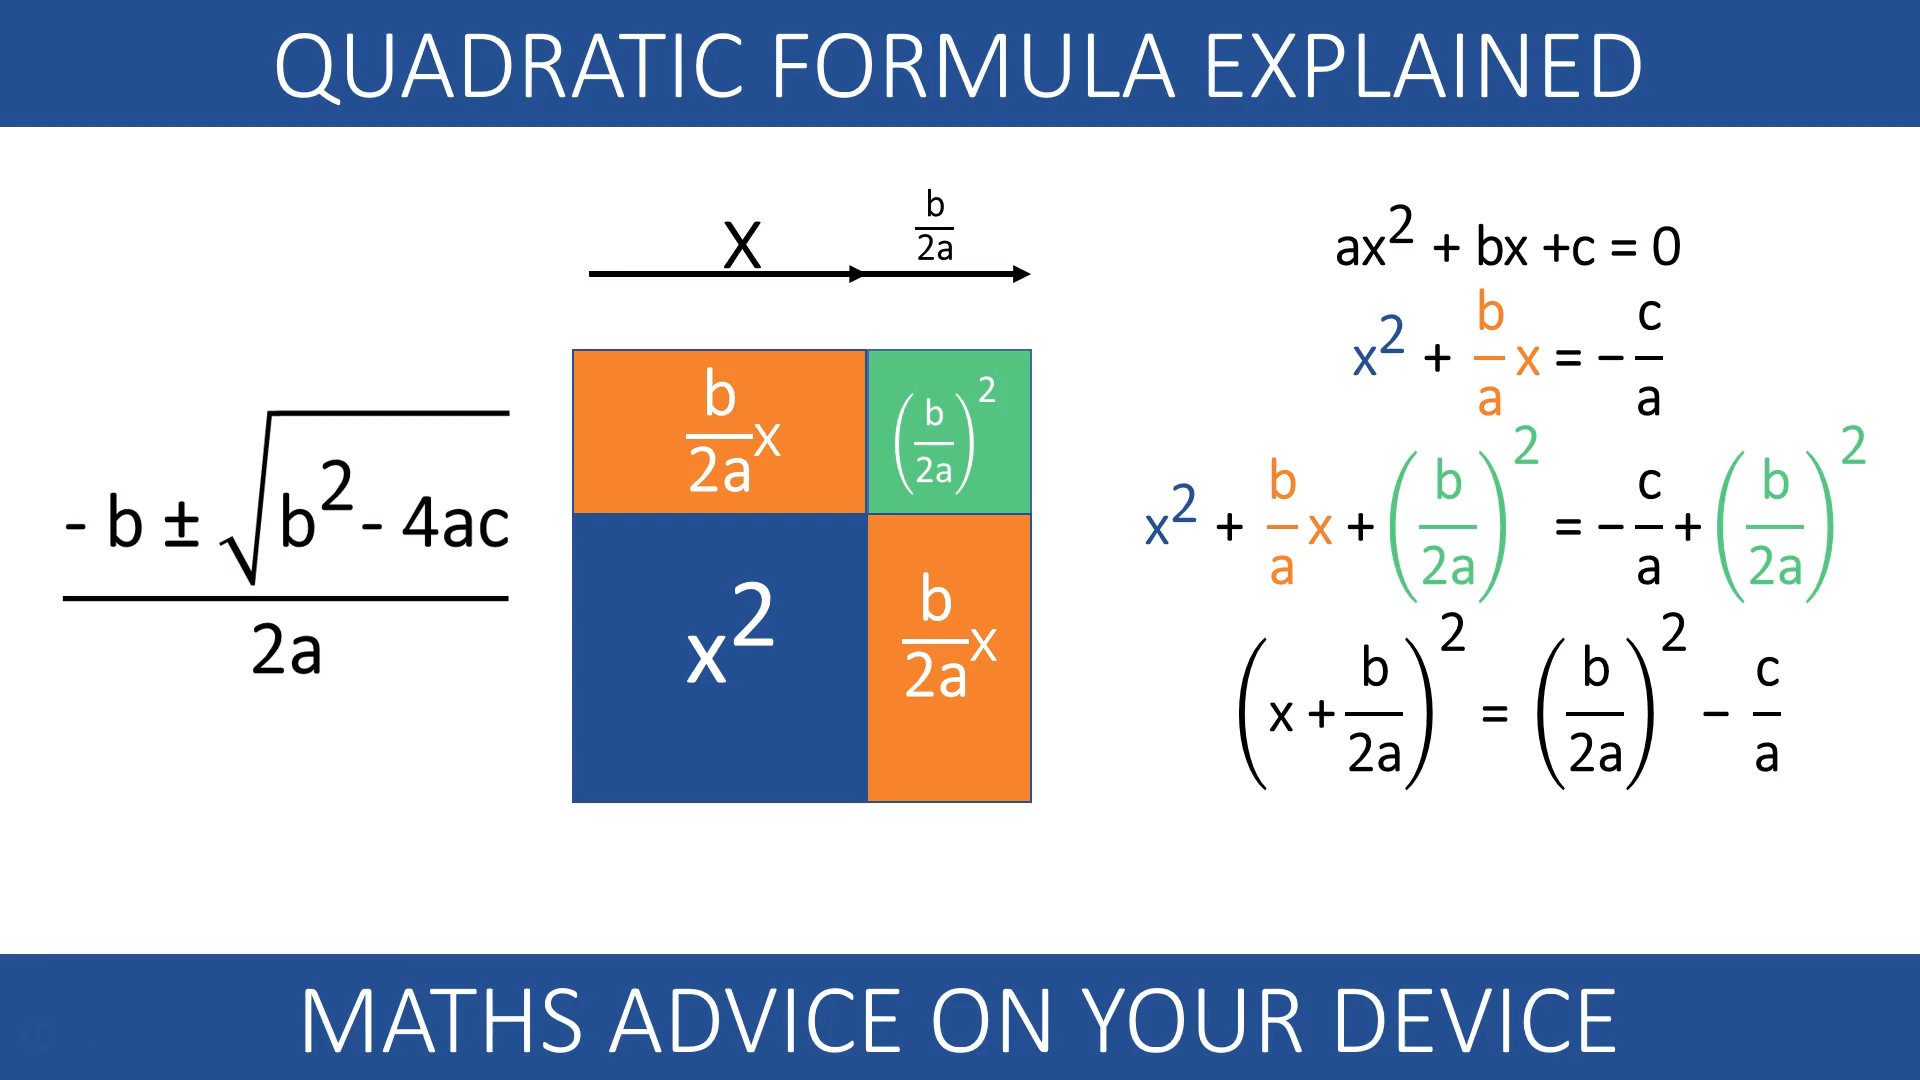 QUADRATIC FORMULA EXPLAINED
- b ± √(b² - 4ac)
2a
X
b/2a
b/2a x
(b/2a)²
x²
b/2a x
ax² + bx +c = 0
x² + b/a x = − c/a
x² + b/a x + (b/2a)² = − c/a + (b/2a)²
(x + b/2a)² = (b/2a)² − c/a
MATHS ADVICE ON YOUR DEVICE